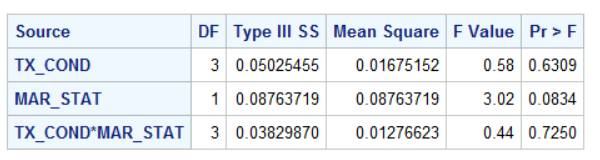 Source DF Type III SS Mean Square F Value Pr > F
TX_COND 3 0.05025455 0.01675152 0.58 0.6309
MAR_STAT 1 0.08763719 0.08763719 3.02 0.0834
TX_COND*MAR_STAT 3 0.03829870 0.01276623 0.44 0.7250